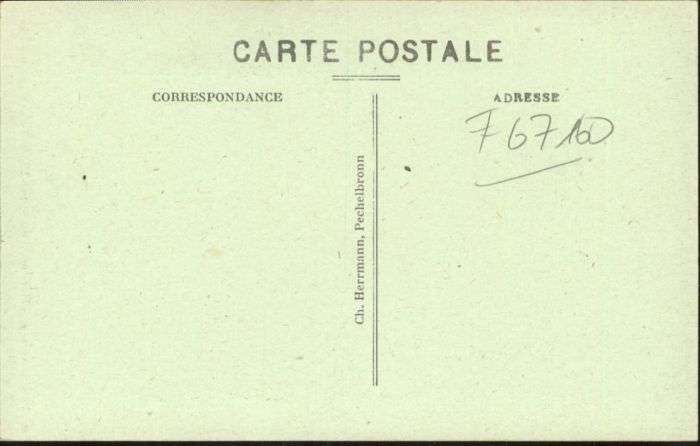 CARTE POSTALE
CORRESPONDANCE
ADRESSE
767160
Ch. Herrmann, Pechelbronn